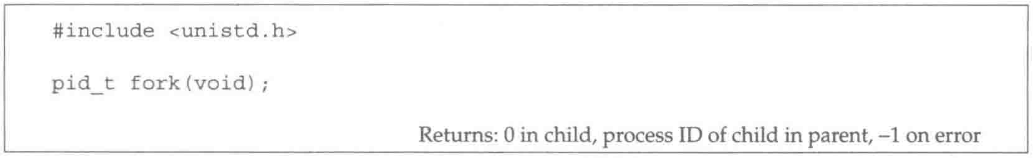 #include <unistd.h>
pid_t fork(void);
Returns: 0 in child, process ID of child in parent, –1 on error